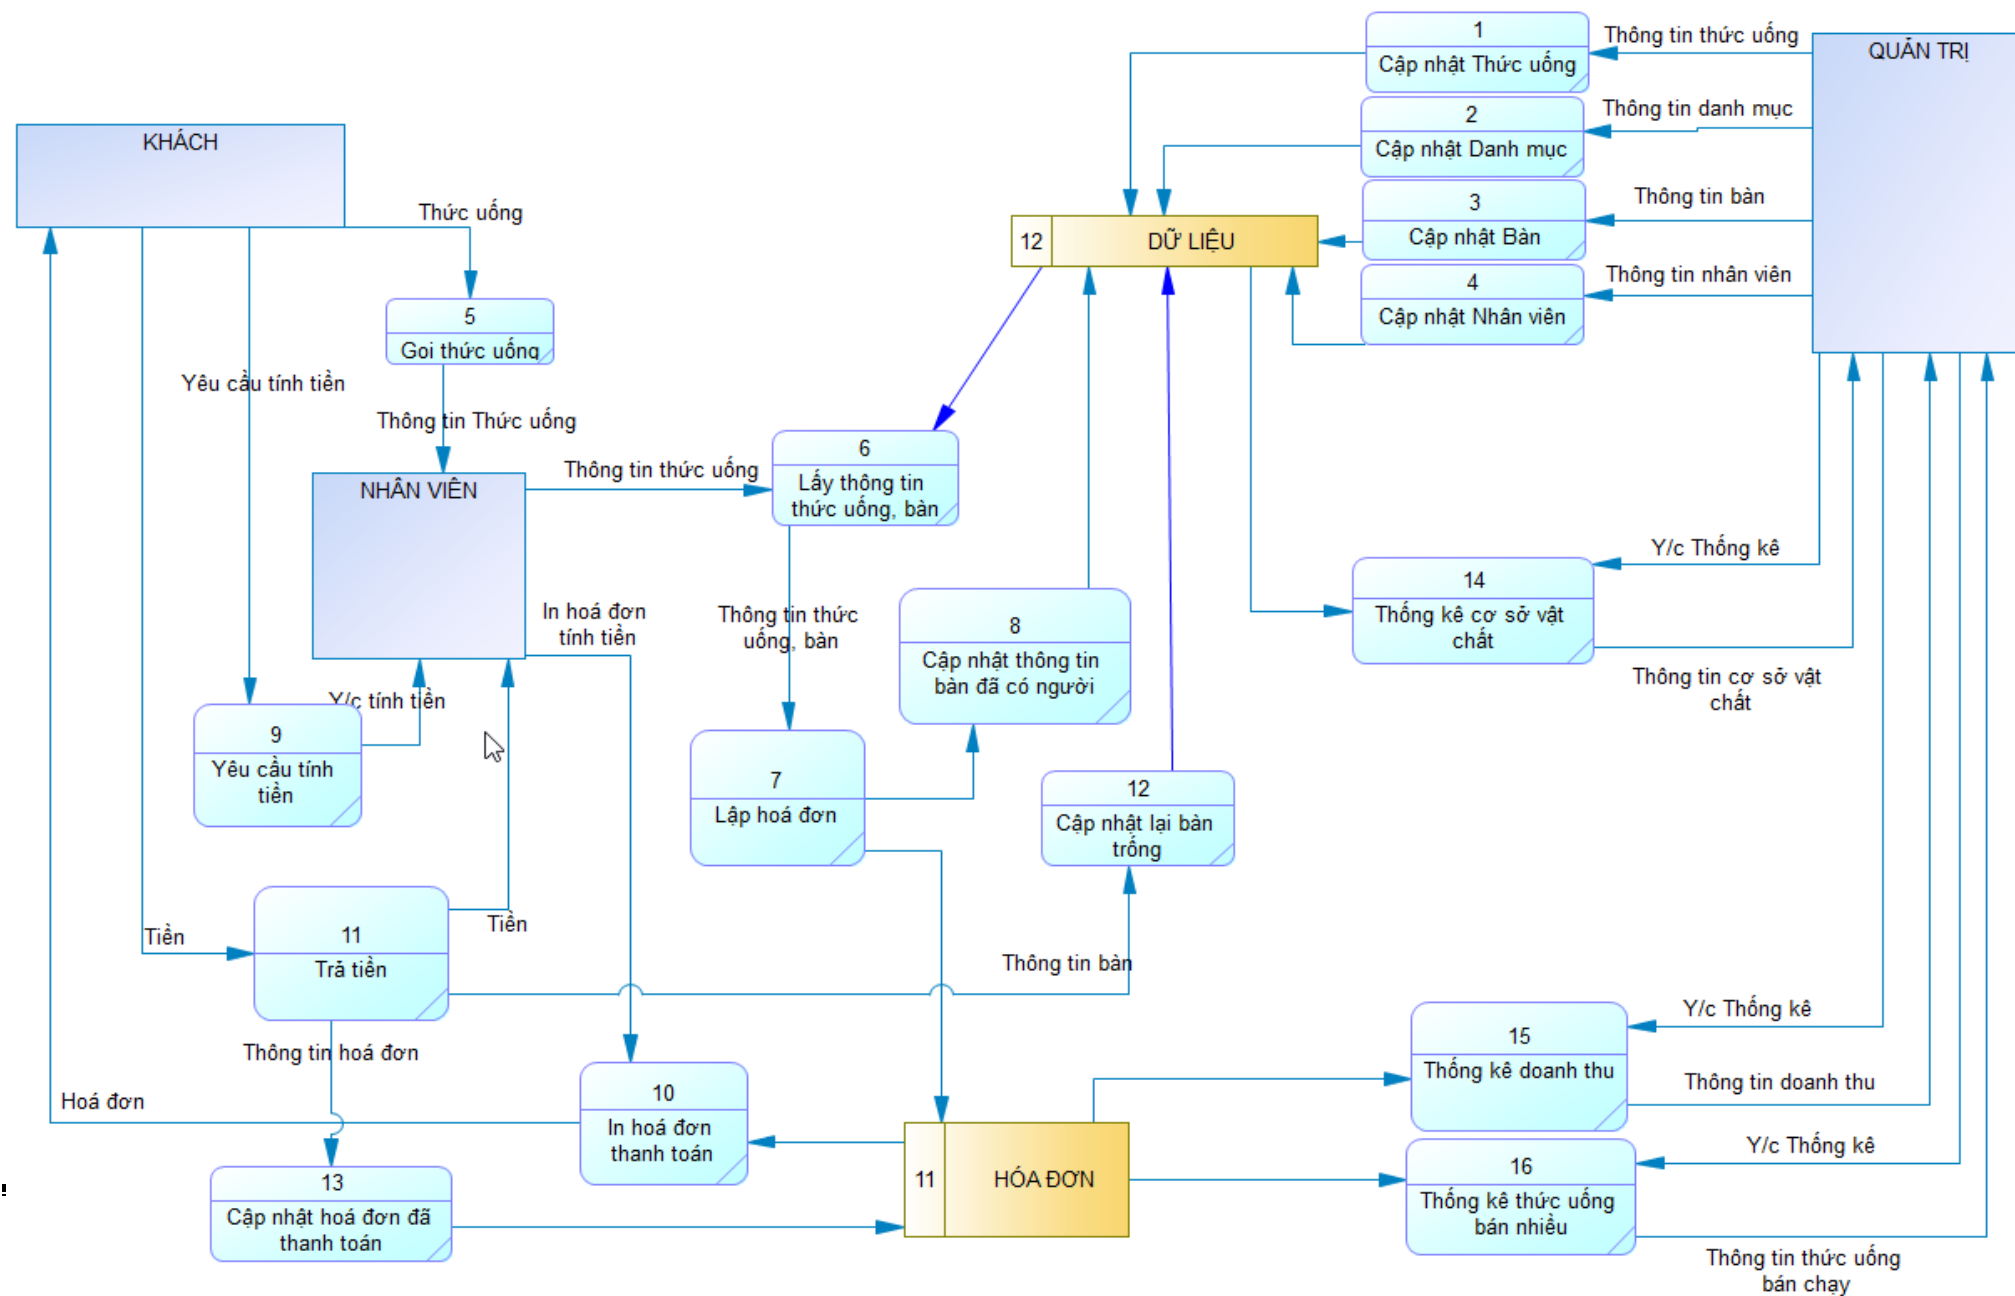 1
Cập nhật Thức uống
Thông tin thức uống
QUẢN TRỊ
2
Cập nhật Danh mục
Thông tin danh mục
KHÁCH
3
Cập nhật Bàn
Thông tin bàn
Thức uống
12
DỮ LIỆU
4
Cập nhật Nhân viên
Thông tin nhân viên
5
Gọi thức uống
Yêu cầu tính tiền
Thông tin Thức uống
NHÂN VIÊN
Thông tin thức uống
6
Lấy thông tin
thức uống, bàn
Y/c Thống kê
14
Thống kê cơ sở vật
chất
Thông tin cơ sở vật
chất
In hoá đơn
tính tiền
Thông tin thức
uống, bàn
8
Cập nhật thông tin
bàn đã có người
Y/c tính tiền
9
Yêu cầu tính
tiền
7
Lập hoá đơn
12
Cập nhật lại bàn
trống
Tiền
11
Trả tiền
Tiền
Thông tin bàn
Thông tin hoá đơn
Y/c Thống kê
15
Thống kê doanh thu
Thông tin doanh thu
Hoá đơn
10
In hoá đơn
thanh toán
11
HÓA ĐƠN
Y/c Thống kê
16
Thống kê thức uống
bán nhiều
13
Cập nhật hoá đơn đã
thanh toán
Thông tin thức uống
bán chạy